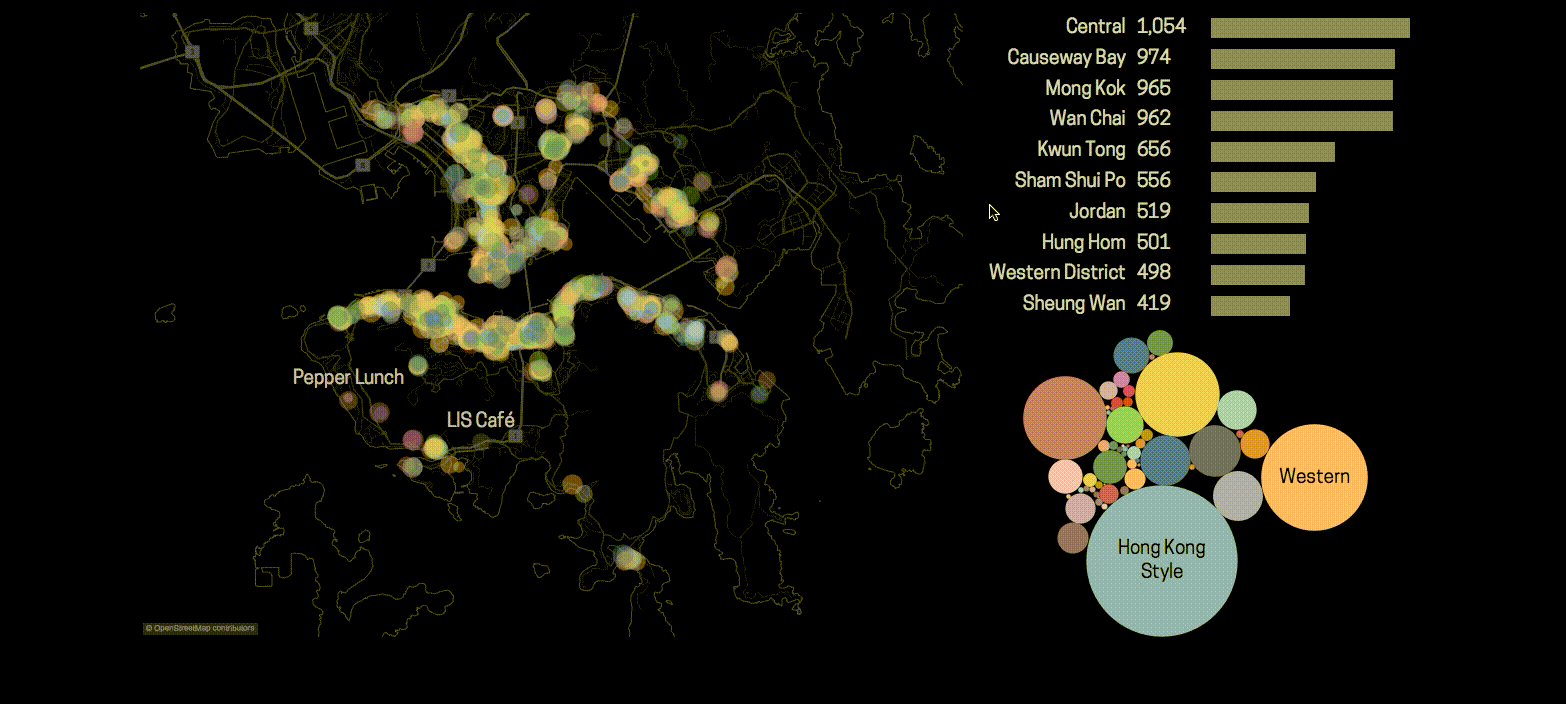 Central 1,054
Causeway Bay 974
Mong Kok 965
Wan Chai 962
Kwun Tong 656
Sham Shui Po 556
Jordan 519
Hung Hom 501
Western District 498
Sheung Wan 419
Pepper Lunch
LIS Café
Western
Hong Kong
Style
© OpenStreetMap contributors